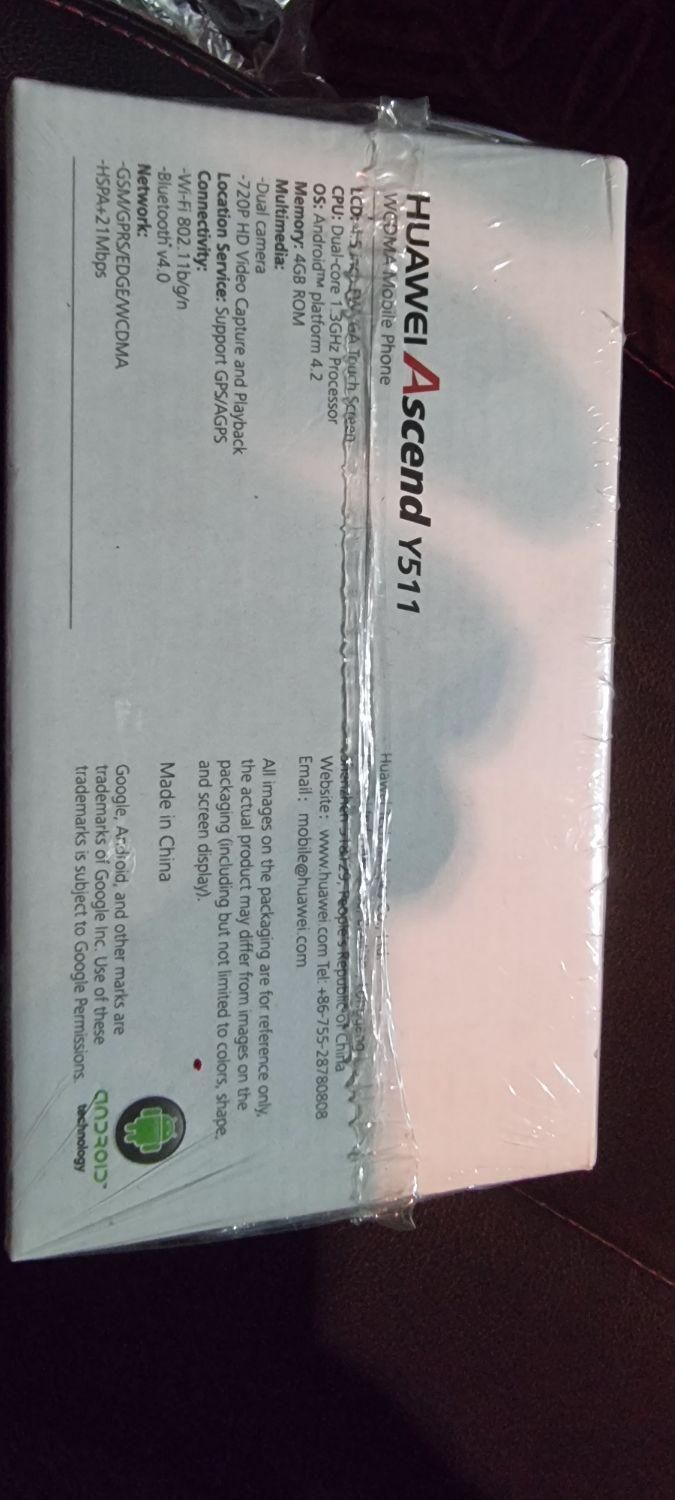 HUAWEI Ascend Y511
WCDMA Mobile Phone
LCD: Touch Screen
CPU: Dual-core 1.3GHz Processor
OS: Android™ platform 4.2
Memory: 4GB ROM
Multimedia:
-Dual camera
-720P HD Video Capture and Playback
Location Service: Support GPS/AGPS
Connectivity:
-Wi-Fi 802.11b/g/n
-Bluetooth v4.0
Network:
-GSM/GPRS/EDGE/WCDMA
-HSPA+21Mbps
People's Republic of China
Website: www.huawei.com Tel: +86-755-28780808
Email: mobile@huawei.com
All images on the packaging are for reference only,
the actual product may differ from images on the
packaging (including but not limited to colors, shape,
and screen display).
Made in China
Google, Android, and other marks are
trademarks of Google Inc. Use of these
trademarks is subject to Google Permissions.
ANDROID™
technology